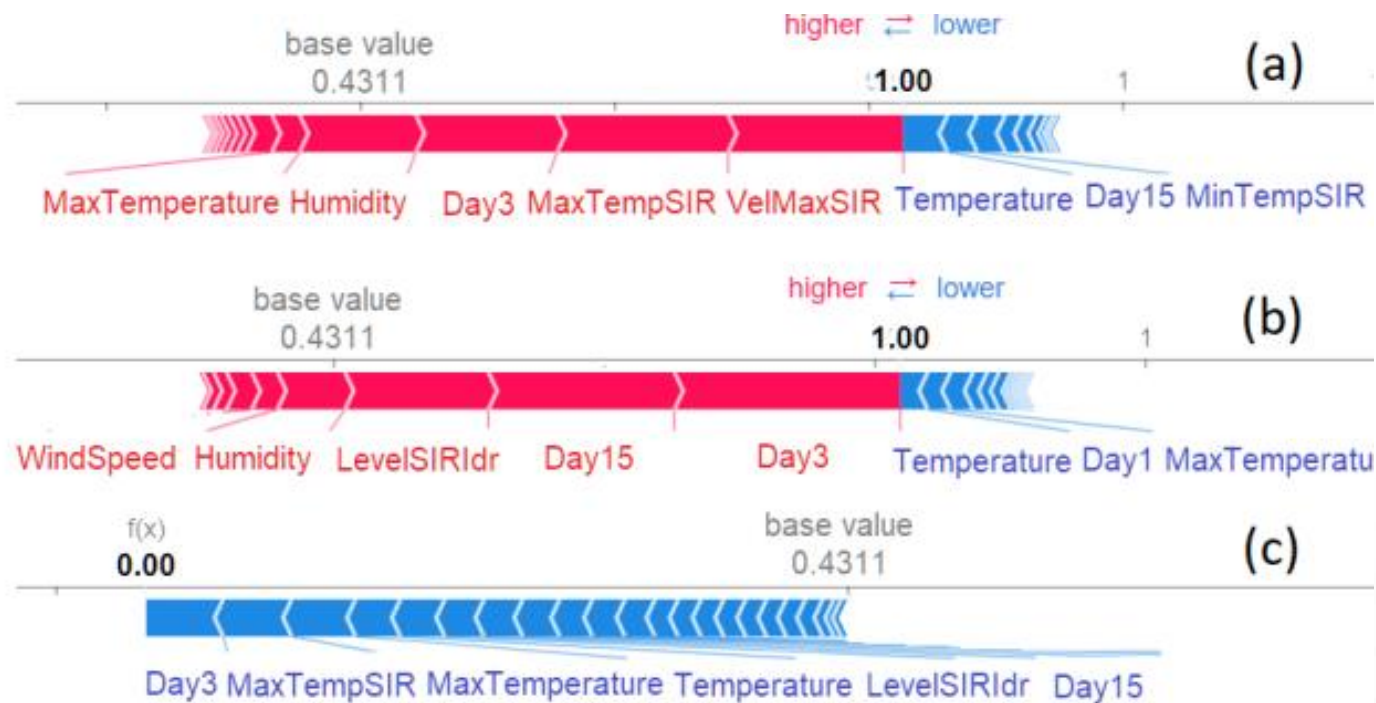 higher ⇄ lower
base value
0.4311 1.00 1 (a)
MaxTemperature Humidity Day3 MaxTempSIR VelMaxSIR Temperature Day15 MinTempSIR
higher ⇄ lower
base value
0.4311 1.00 1 (b)
WindSpeed Humidity LevelSIRIdr Day15 Day3 Temperature Day1 MaxTemperatu
f(x) base value
0.00 0.4311 (c)
Day3 MaxTempSIR MaxTemperature Temperature LevelSIRIdr Day15